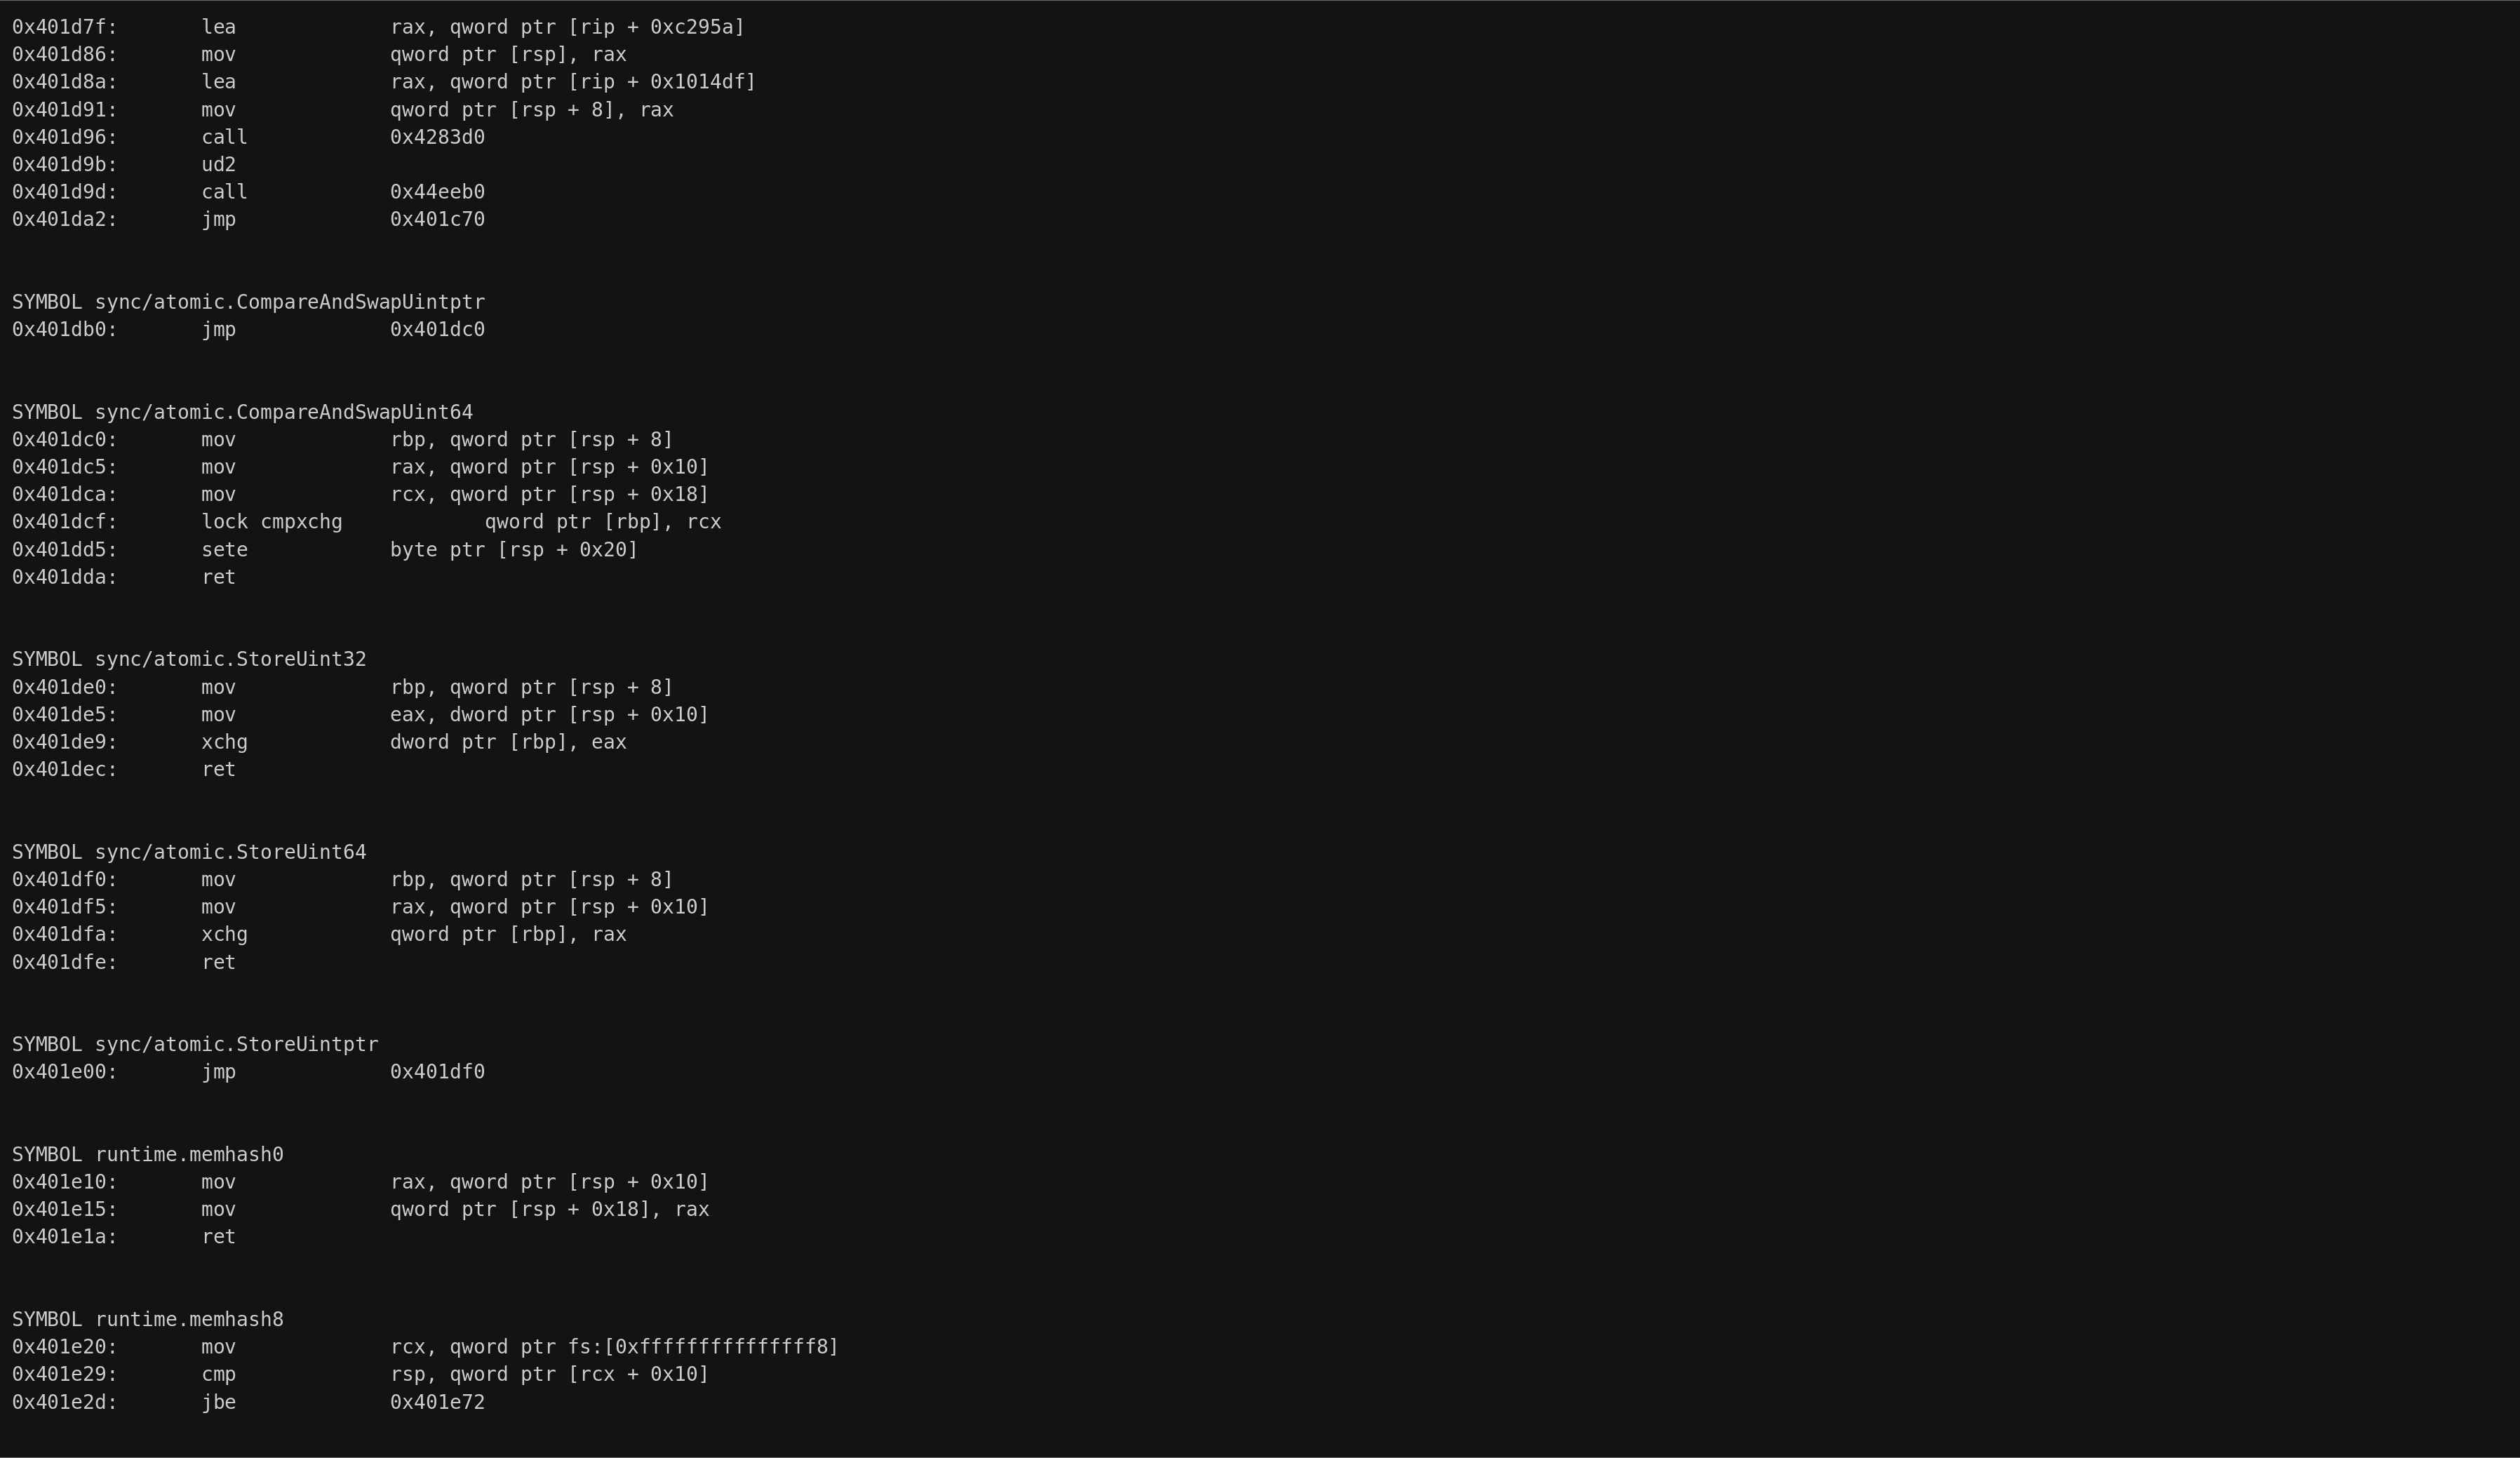 0x401d7f: lea rax, qword ptr [rip + 0xc295a]
0x401d86: mov qword ptr [rsp], rax
0x401d8a: lea rax, qword ptr [rip + 0x1014df]
0x401d91: mov qword ptr [rsp + 8], rax
0x401d96: call 0x4283d0
0x401d9b: ud2
0x401d9d: call 0x44eeb0
0x401da2: jmp 0x401c70
SYMBOL sync/atomic.CompareAndSwapUintptr
0x401db0: jmp 0x401dc0
SYMBOL sync/atomic.CompareAndSwapUint64
0x401dc0: mov rbp, qword ptr [rsp + 8]
0x401dc5: mov rax, qword ptr [rsp + 0x10]
0x401dca: mov rcx, qword ptr [rsp + 0x18]
0x401dcf: lock cmpxchg qword ptr [rbp], rcx
0x401dd5: sete byte ptr [rsp + 0x20]
0x401dda: ret
SYMBOL sync/atomic.StoreUint32
0x401de0: mov rbp, qword ptr [rsp + 8]
0x401de5: mov eax, dword ptr [rsp + 0x10]
0x401de9: xchg dword ptr [rbp], eax
0x401dec: ret
SYMBOL sync/atomic.StoreUint64
0x401df0: mov rbp, qword ptr [rsp + 8]
0x401df5: mov rax, qword ptr [rsp + 0x10]
0x401dfa: xchg qword ptr [rbp], rax
0x401dfe: ret
SYMBOL sync/atomic.StoreUintptr
0x401e00: jmp 0x401df0
SYMBOL runtime.memhash0
0x401e10: mov rax, qword ptr [rsp + 0x10]
0x401e15: mov qword ptr [rsp + 0x18], rax
0x401e1a: ret
SYMBOL runtime.memhash8
0x401e20: mov rcx, qword ptr fs:[0xfffffffffffffff8]
0x401e29: cmp rsp, qword ptr [rcx + 0x10]
0x401e2d: jbe 0x401e72